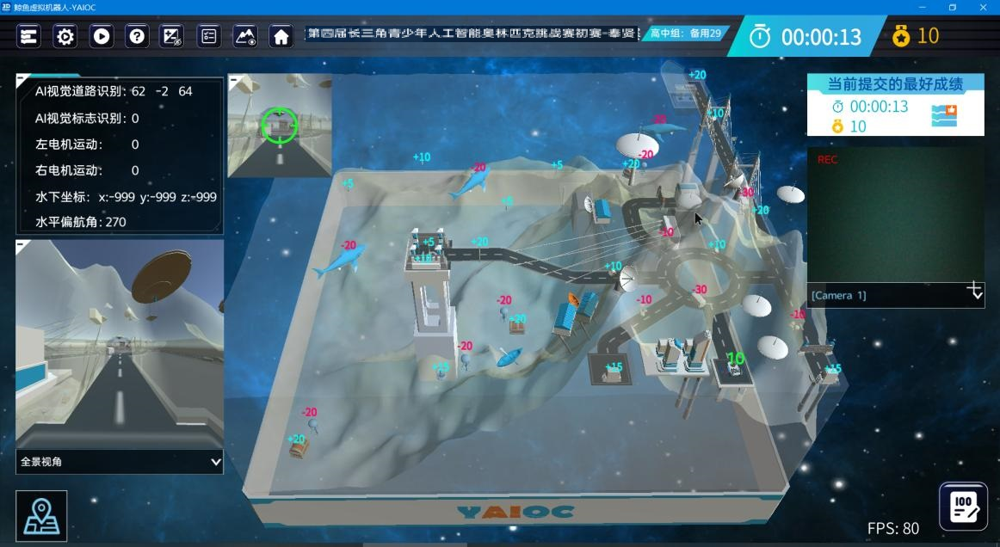 鲸鱼虚拟机器人-YAIOC
第四届长三角青少年人工智能奥林匹克挑战赛初赛-奉贤
高中组：备用29
00:00:13
10
AI视觉道路识别：62 -2 64
AI视觉标志识别：0
左电机运动： 0
右电机运动： 0
水下坐标：x:-999 y:-999 z:-999
水平偏航角：270
当前提交的最好成绩
00:00:13
10
REC
[Camera 1]
+20
+10
-20
+10
-20
+5
-20
+20
+5
-30
+20
+5
-10
-20
+5
+20
+10
+10
+10
-30
-10
-20
+20
-10
-20
+15
+15
10
+15
-20
+20
全景视角
YAIOC
100
FPS: 80